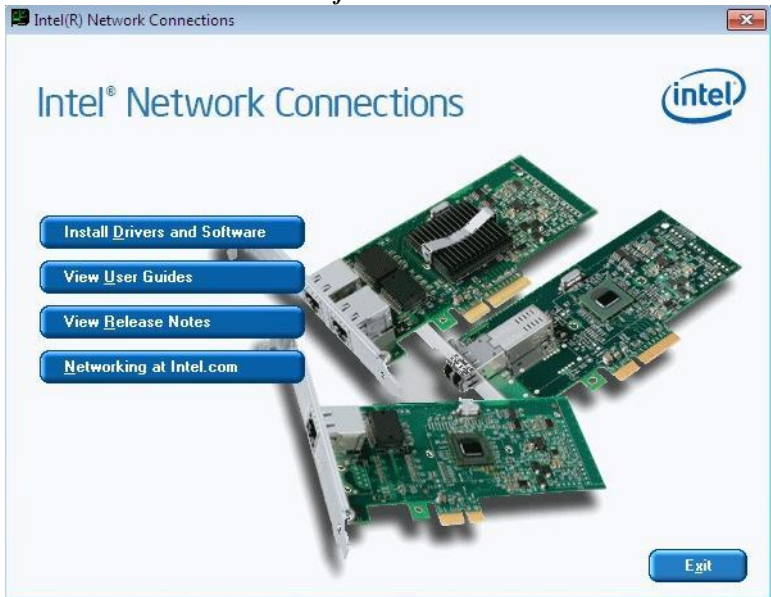 Intel(R) Network Connections
Intel® Network Connections
intel
Install Drivers and Software
View User Guides
View Release Notes
Networking at Intel.com
Exit